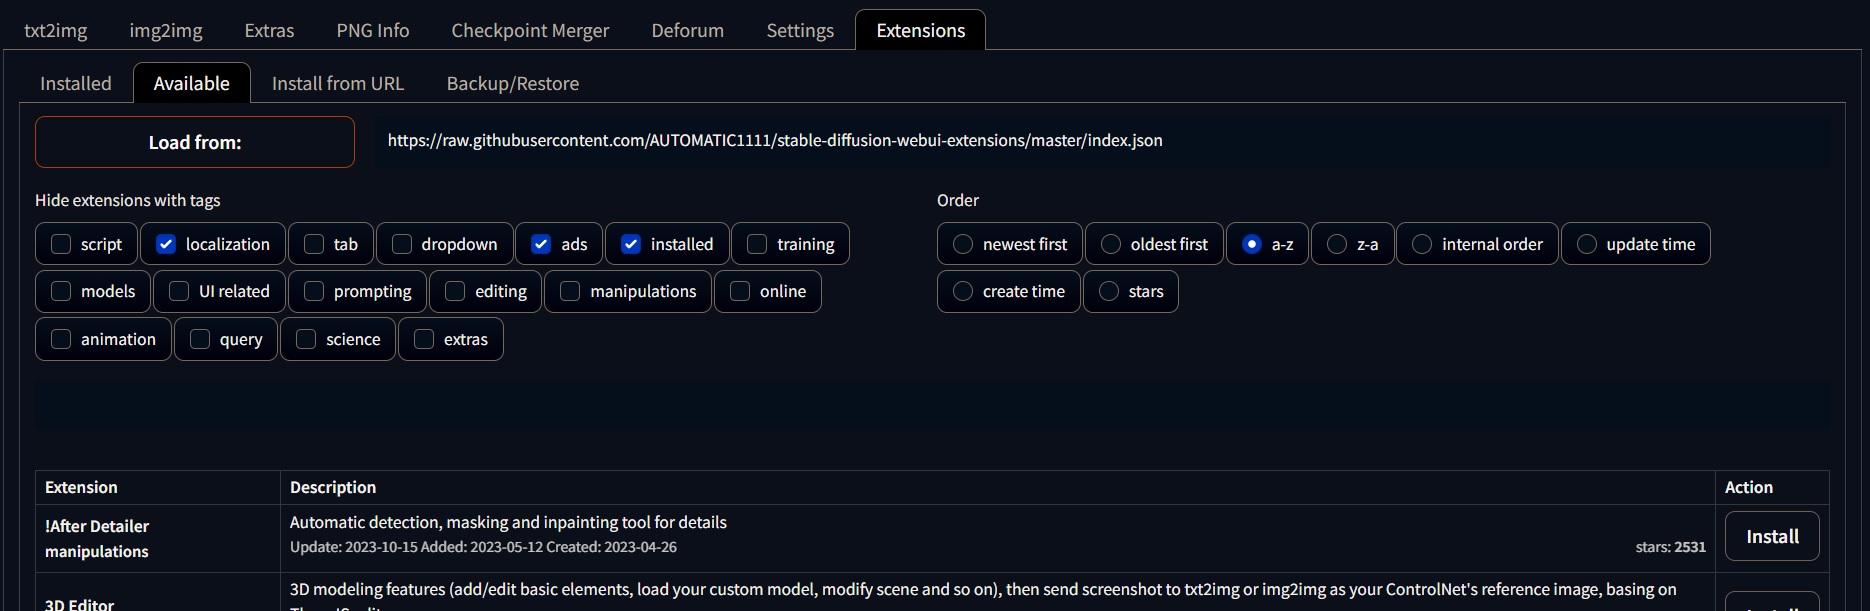 txt2img img2img Extras PNG Info Checkpoint Merger Deforum Settings Extensions
Installed Available Install from URL Backup/Restore
Load from: https://raw.githubusercontent.com/AUTOMATIC1111/stable-diffusion-webui-extensions/master/index.json
Hide extensions with tags
script localization tab dropdown ads installed training
models UI related prompting editing manipulations online
animation query science extras
Order
newest first oldest first a-z z-a internal order update time
create time stars
Extension Description Action
!After Detailer
manipulations
Automatic detection, masking and inpainting tool for details
Update: 2023-10-15 Added: 2023-05-12 Created: 2023-04-26
stars: 2531
Install
3D Editor
3D modeling features (add/edit basic elements, load your custom model, modify scene and so on), then send screenshot to txt2img or img2img as your ControlNet's reference image, basing on